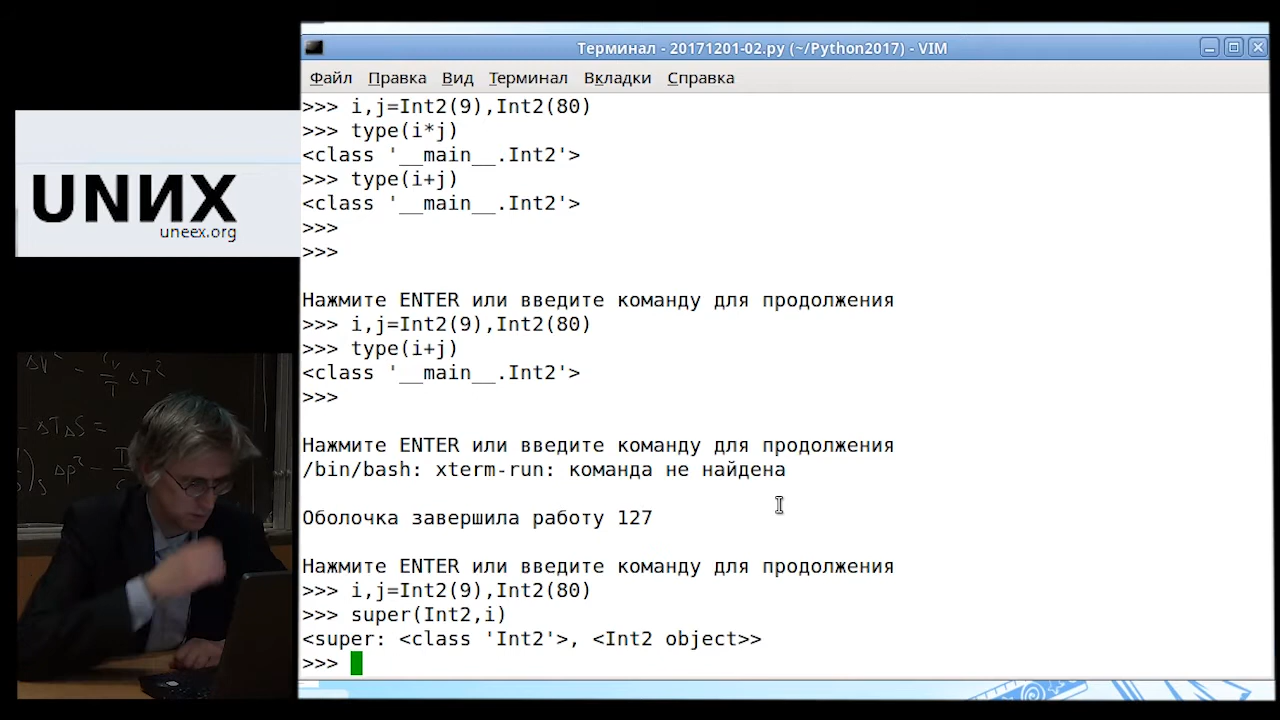 Терминал - 20171201-02.py (~/Python2017) - VIM
Файл Правка Вид Терминал Вкладки Справка
>>> i,j=Int2(9),Int2(80)
>>> type(i*j)
<class '__main__.Int2'>
>>> type(i+j)
<class '__main__.Int2'>
>>>
>>>
Нажмите ENTER или введите команду для продолжения
>>> i,j=Int2(9),Int2(80)
>>> type(i+j)
<class '__main__.Int2'>
>>>
Нажмите ENTER или введите команду для продолжения
/bin/bash: xterm-run: команда не найдена
Оболочка завершила работу 127
Нажмите ENTER или введите команду для продолжения
>>> i,j=Int2(9),Int2(80)
>>> super(Int2,i)
<super: <class 'Int2'>, <Int2 object>>
>>>
UNИX
uneex.org